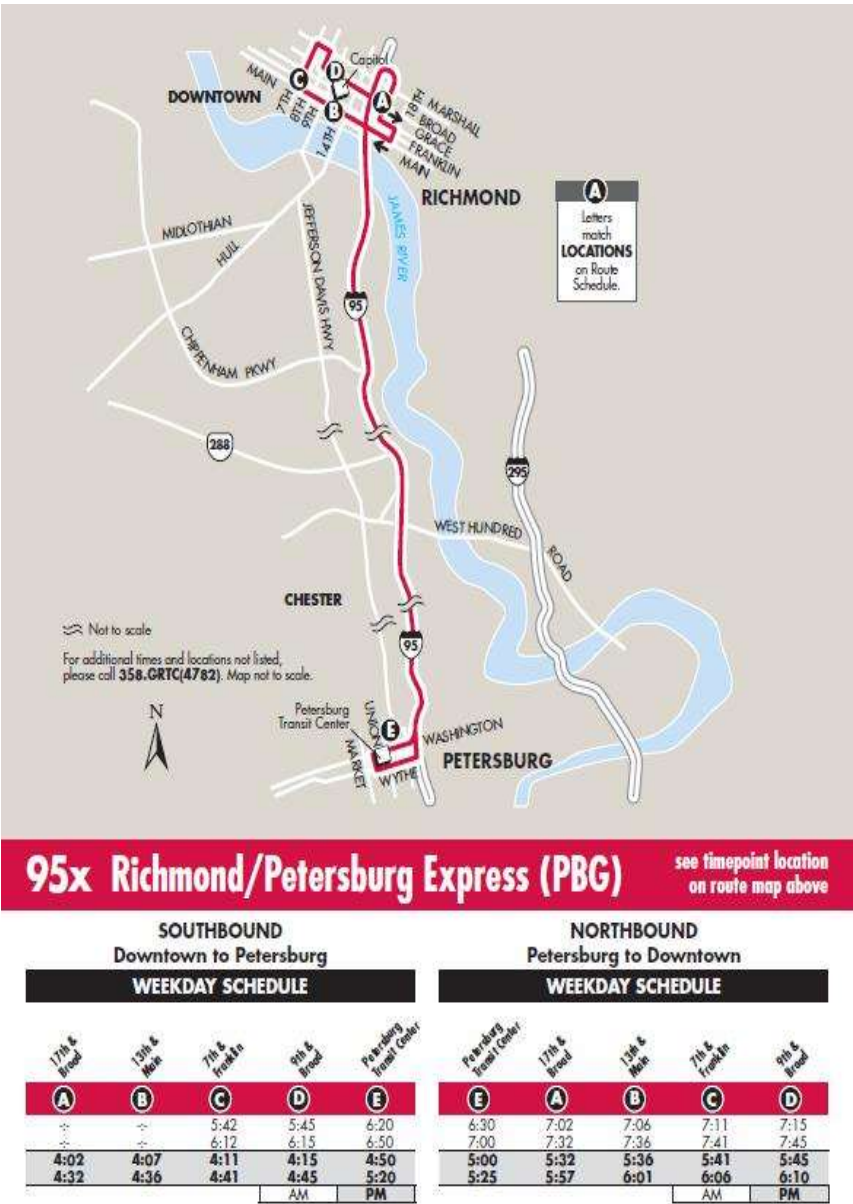 Capitol
MAIN
C
D
DOWNTOWN
7TH
8TH
9TH
B
A
18TH
MARSHALL
BROAD
GRACE
FRANKLIN
MAIN
14TH
RICHMOND
A
Letters
match
LOCATIONS
on Route
Schedule.
MIDLOTHIAN
HULL
JEFFERSON DAVIS HWY
JAMES RIVER
95
CHIPPENHAM PKWY
288
295
WEST HUNDRED
ROAD
CHESTER
Not to scale
95
For additional times and locations not listed,
please call 358.GRTC(4782). Map not to scale.
N
Petersburg
Transit Center
UNION
E
WASHINGTON
MARKET
WYTHE
PETERSBURG
95x Richmond/Petersburg Express (PBG)
see timepoint location
on route map above
SOUTHBOUND
Downtown to Petersburg
WEEKDAY SCHEDULE
17th &
Broad
13th &
Main
7th &
Franklin
9th &
Broad
Petersburg
Transit Center
A B C D E
÷ ÷ 5:42 5:45 6:20
÷ ÷ 6:12 6:15 6:50
4:02 4:07 4:11 4:15 4:50
4:32 4:36 4:41 4:45 5:20
AM PM
NORTHBOUND
Petersburg to Downtown
WEEKDAY SCHEDULE
Petersburg
Transit Center
17th &
Broad
13th &
Main
7th &
Franklin
9th &
Broad
E A B C D
6:30 7:02 7:06 7:11 7:15
7:00 7:32 7:36 7:41 7:45
5:00 5:32 5:36 5:41 5:45
5:25 5:57 6:01 6:06 6:10
AM PM